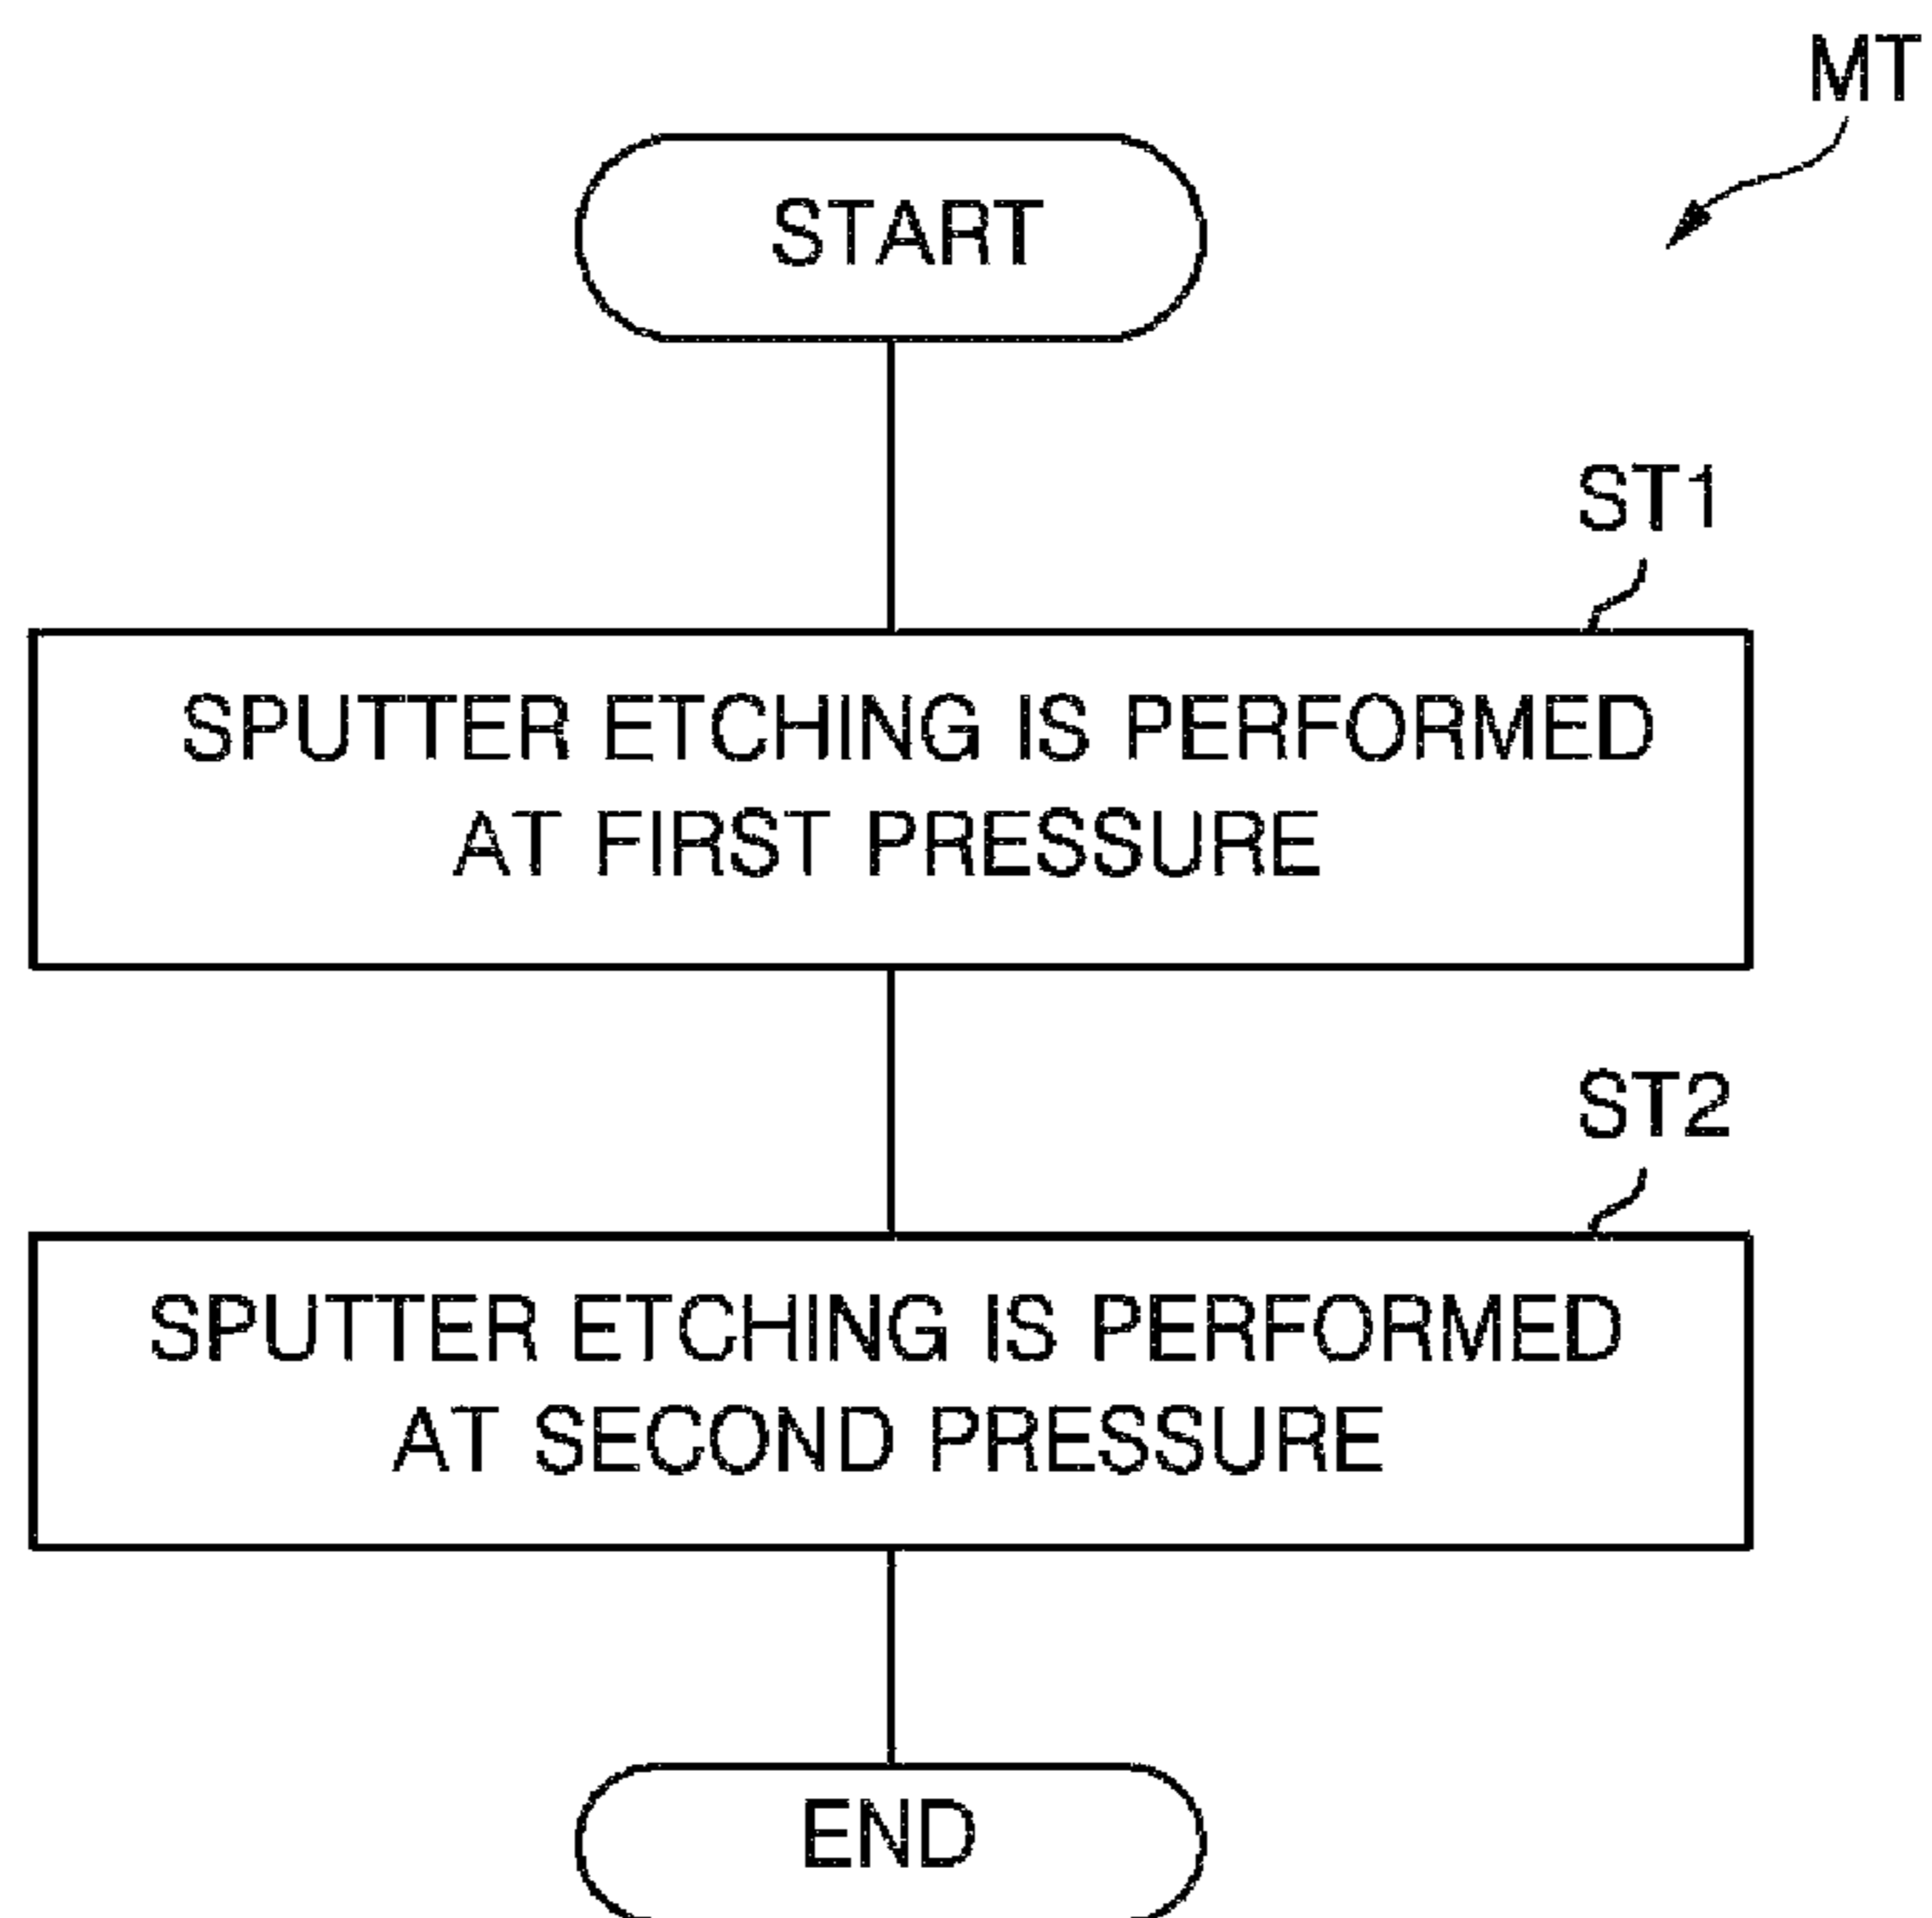 MT
START
ST1
SPUTTER ETCHING IS PERFORMED
AT FIRST PRESSURE
ST2
SPUTTER ETCHING IS PERFORMED
AT SECOND PRESSURE
END